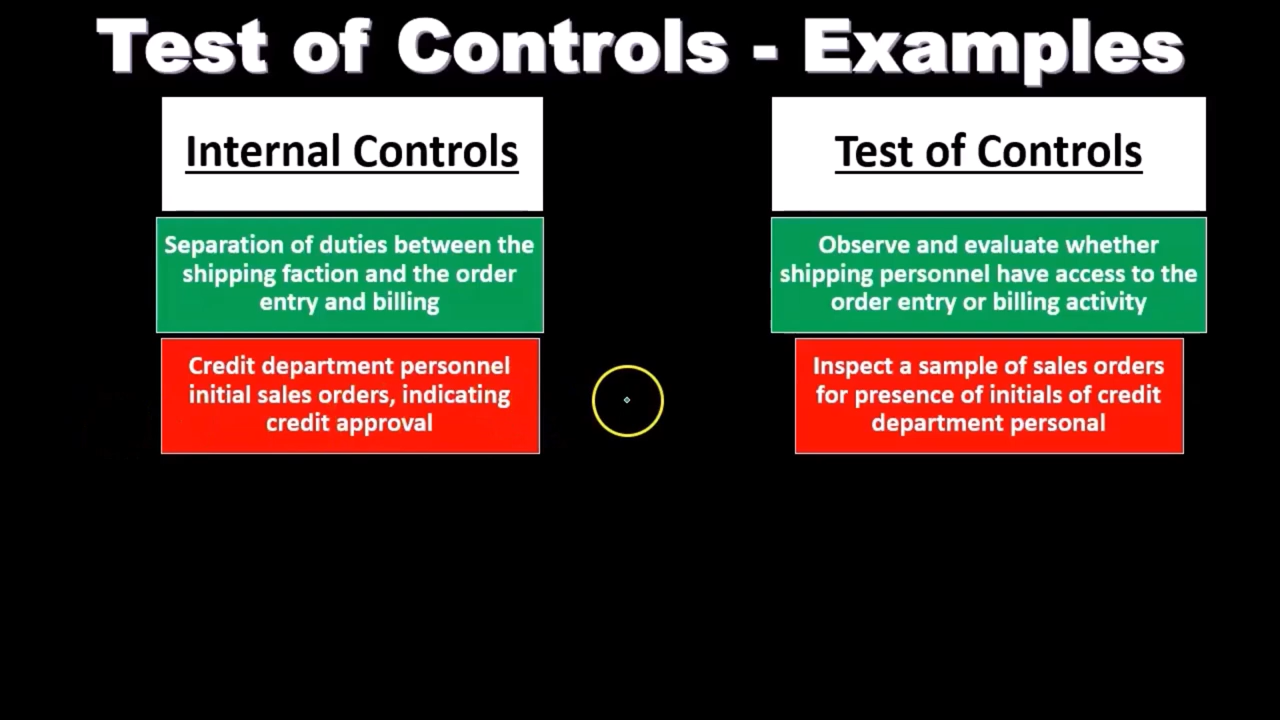 Test of Controls - Examples
Internal Controls
Separation of duties between the
shipping faction and the order
entry and billing
Credit department personnel
initial sales orders, indicating
credit approval
Test of Controls
Observe and evaluate whether
shipping personnel have access to the
order entry or billing activity
Inspect a sample of sales orders
for presence of initials of credit
department personal